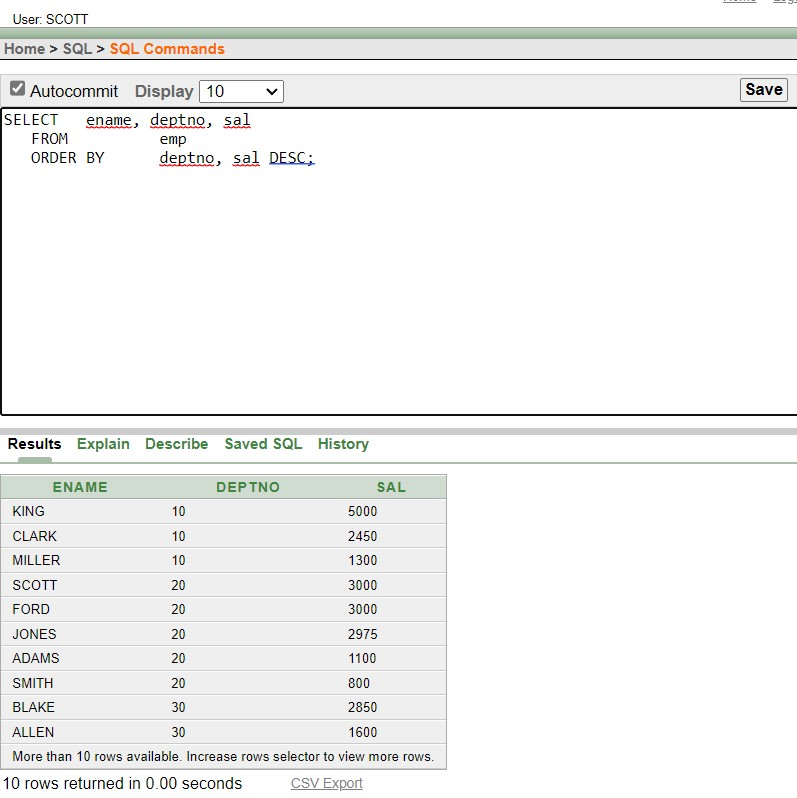 User: SCOTT
Home > SQL > SQL Commands
Autocommit Display 10 Save
SELECT ename, deptno, sal
FROM emp
ORDER BY deptno, sal DESC;
Results Explain Describe Saved SQL History
ENAME DEPTNO SAL
KING 10 5000
CLARK 10 2450
MILLER 10 1300
SCOTT 20 3000
FORD 20 3000
JONES 20 2975
ADAMS 20 1100
SMITH 20 800
BLAKE 30 2850
ALLEN 30 1600
More than 10 rows available. Increase rows selector to view more rows.
10 rows returned in 0.00 seconds CSV Export